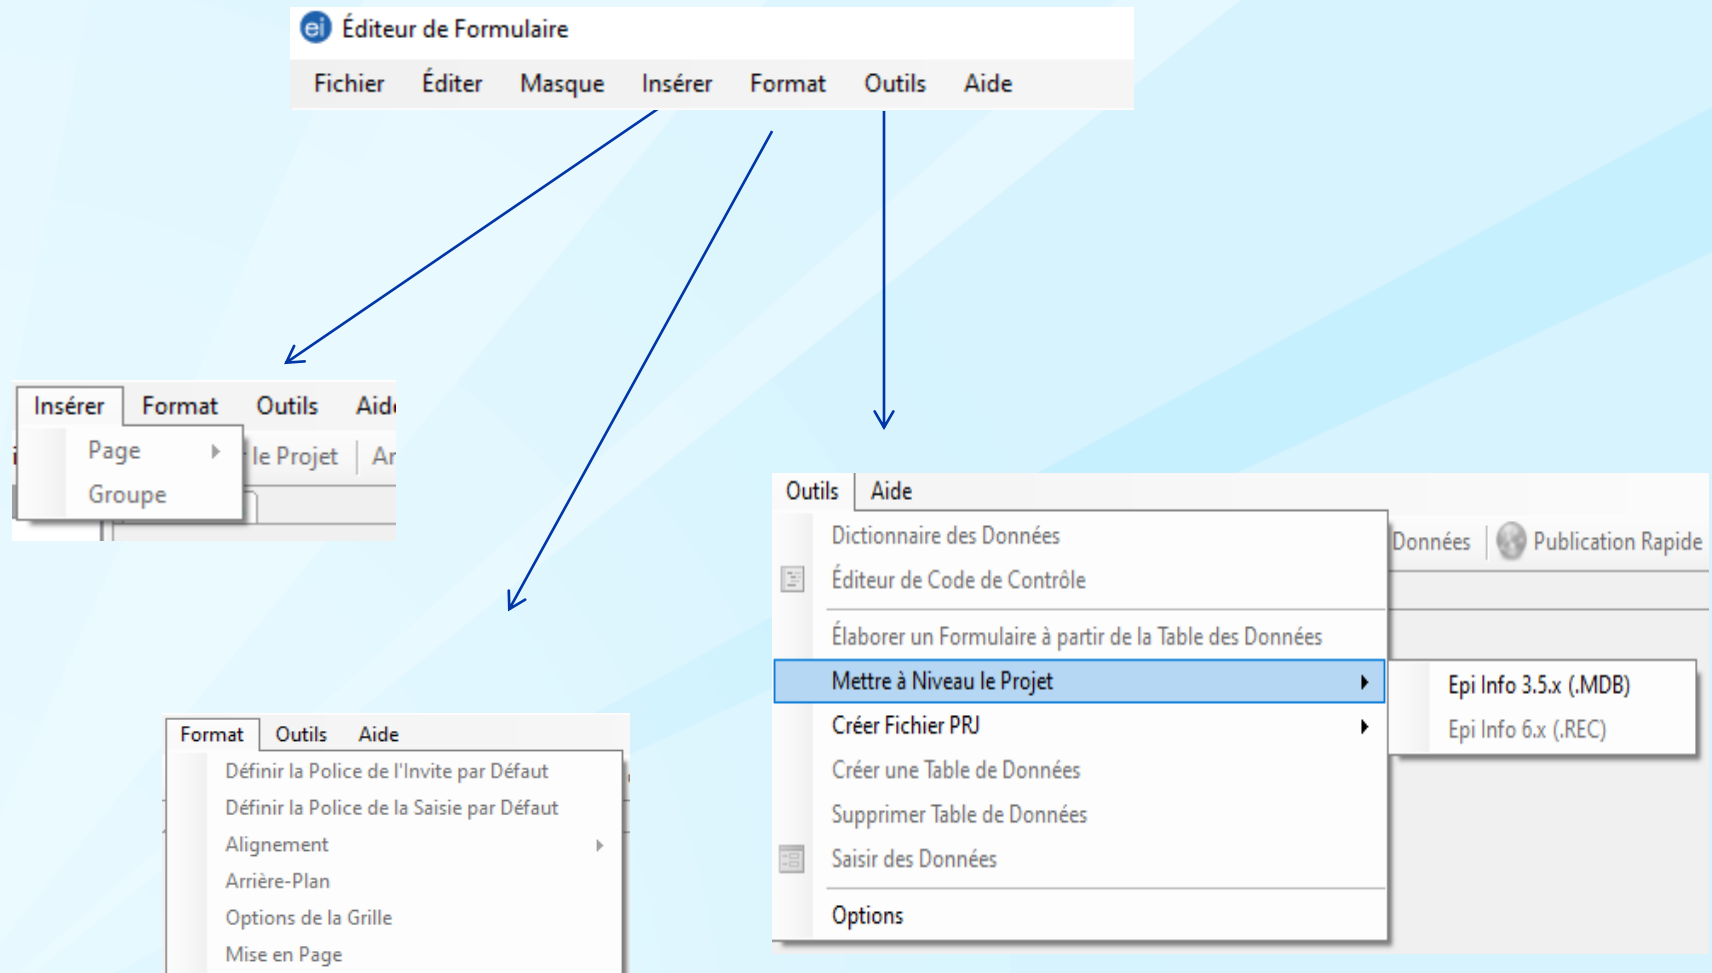 ei Éditeur de Formulaire
Fichier Éditer Masque Insérer Format Outils Aide
Insérer Format Outils Aid
Page le Projet Ar
Groupe
Outils Aide
Dictionnaire des Données
Données Publication Rapide
Éditeur de Code de Contrôle
Élaborer un Formulaire à partir de la Table des Données
Mettre à Niveau le Projet
Epi Info 3.5.x (.MDB)
Créer Fichier PRJ
Epi Info 6.x (.REC)
Créer une Table de Données
Supprimer Table de Données
Saisir des Données
Options
Format Outils Aide
Définir la Police de l'Invite par Défaut
Définir la Police de la Saisie par Défaut
Alignement
Arrière-Plan
Options de la Grille
Mise en Page